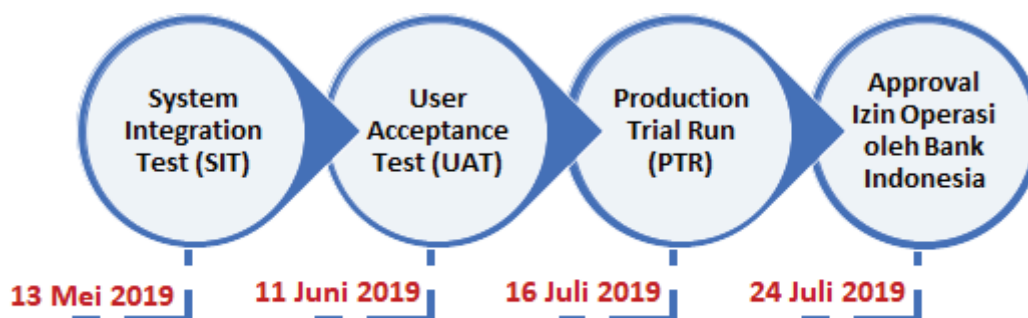 System
Integration
Test (SIT)
User
Acceptance
Test (UAT)
Production
Trial Run
(PTR)
Approval
Izin Operasi
oleh Bank
Indonesia
13 Mei 2019
11 Juni 2019
16 Juli 2019
24 Juli 2019